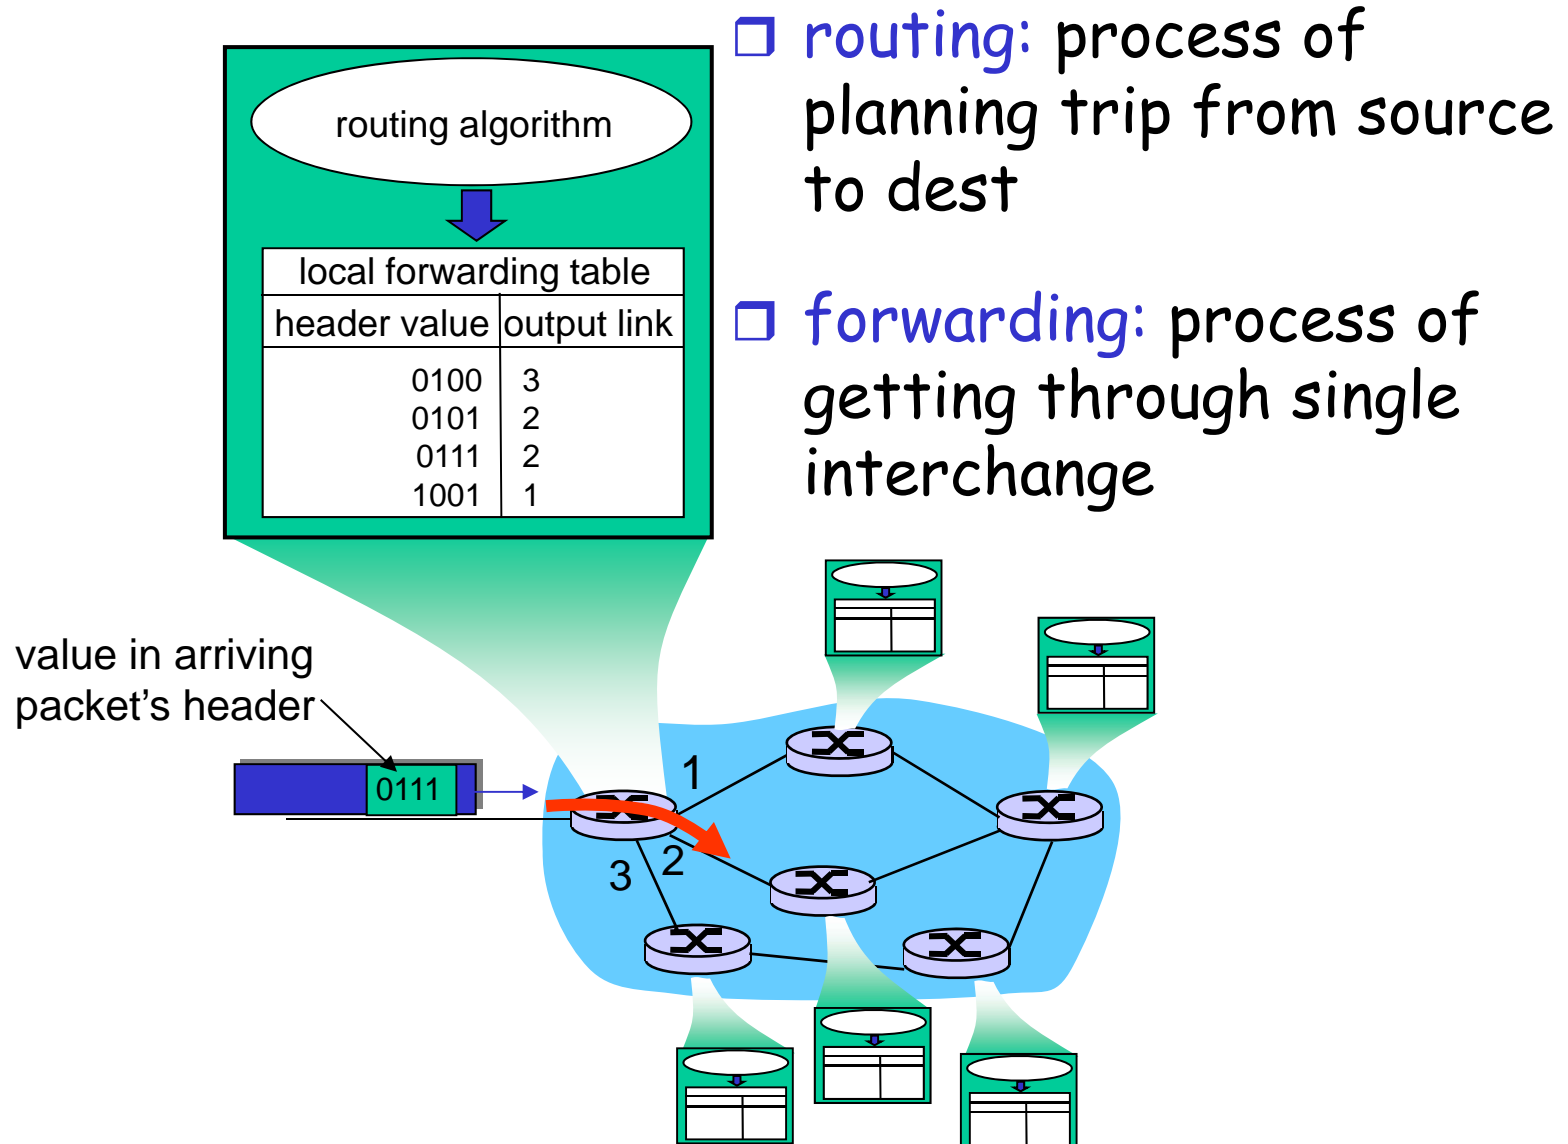 routing: process of
planning trip from source
to dest
forwarding: process of
getting through single
interchange
routing algorithm
local forwarding table
header value output link
0100 3
0101 2
0111 2
1001 1
value in arriving
packet's header
0111
1
2
3